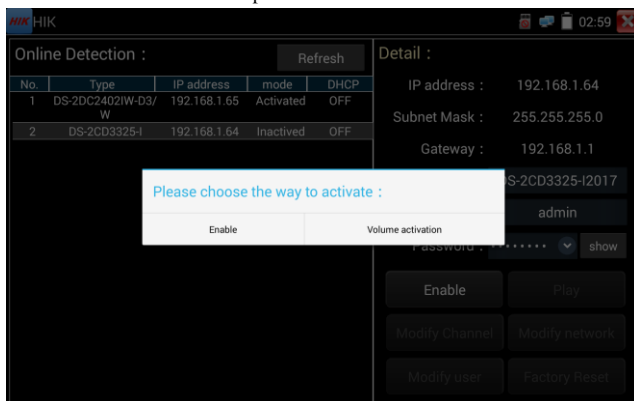 HIK HIK 02:59
Online Detection : Refresh
No. Type IP address mode DHCP
1 DS-2DC2402IW-D3/W 192.168.1.65 Activated OFF
2 DS-2CD3325-I 192.168.1.64 Inactived OFF
Detail :
IP address : 192.168.1.64
Subnet Mask : 255.255.255.0
Gateway : 192.168.1.1
S-2CD3325-I2017
admin
Password : show
Please choose the way to activate :
Enable Volume activation
Enable Play
Modify Channel Modify network
Modify user Factory Reset